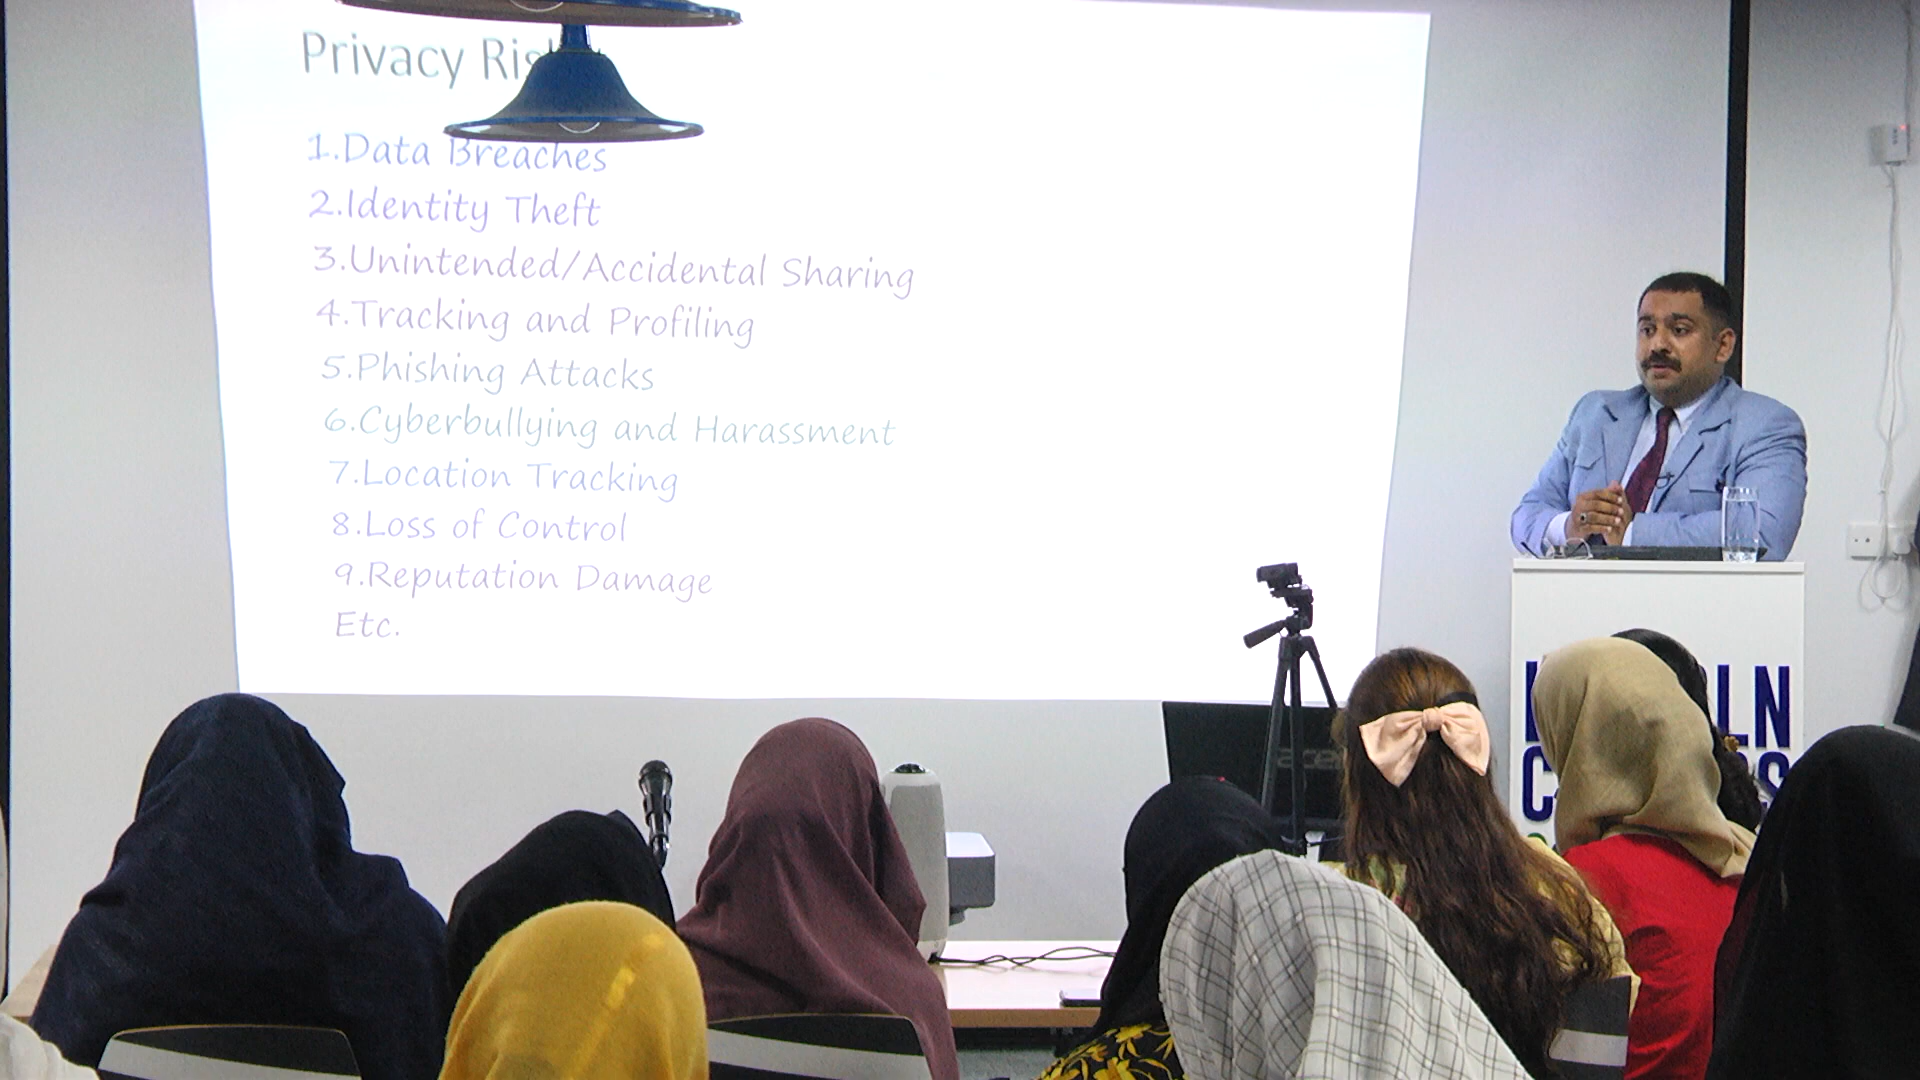 Privacy
1.Data Breaches
2.Identity Theft
3.Unintended/Accidental Sharing
4.Tracking and Profiling
5.Phishing Attacks
6.Cyberbullying and Harassment
7.Location Tracking
8.Loss of Control
9.Reputation Damage
Etc.
acer